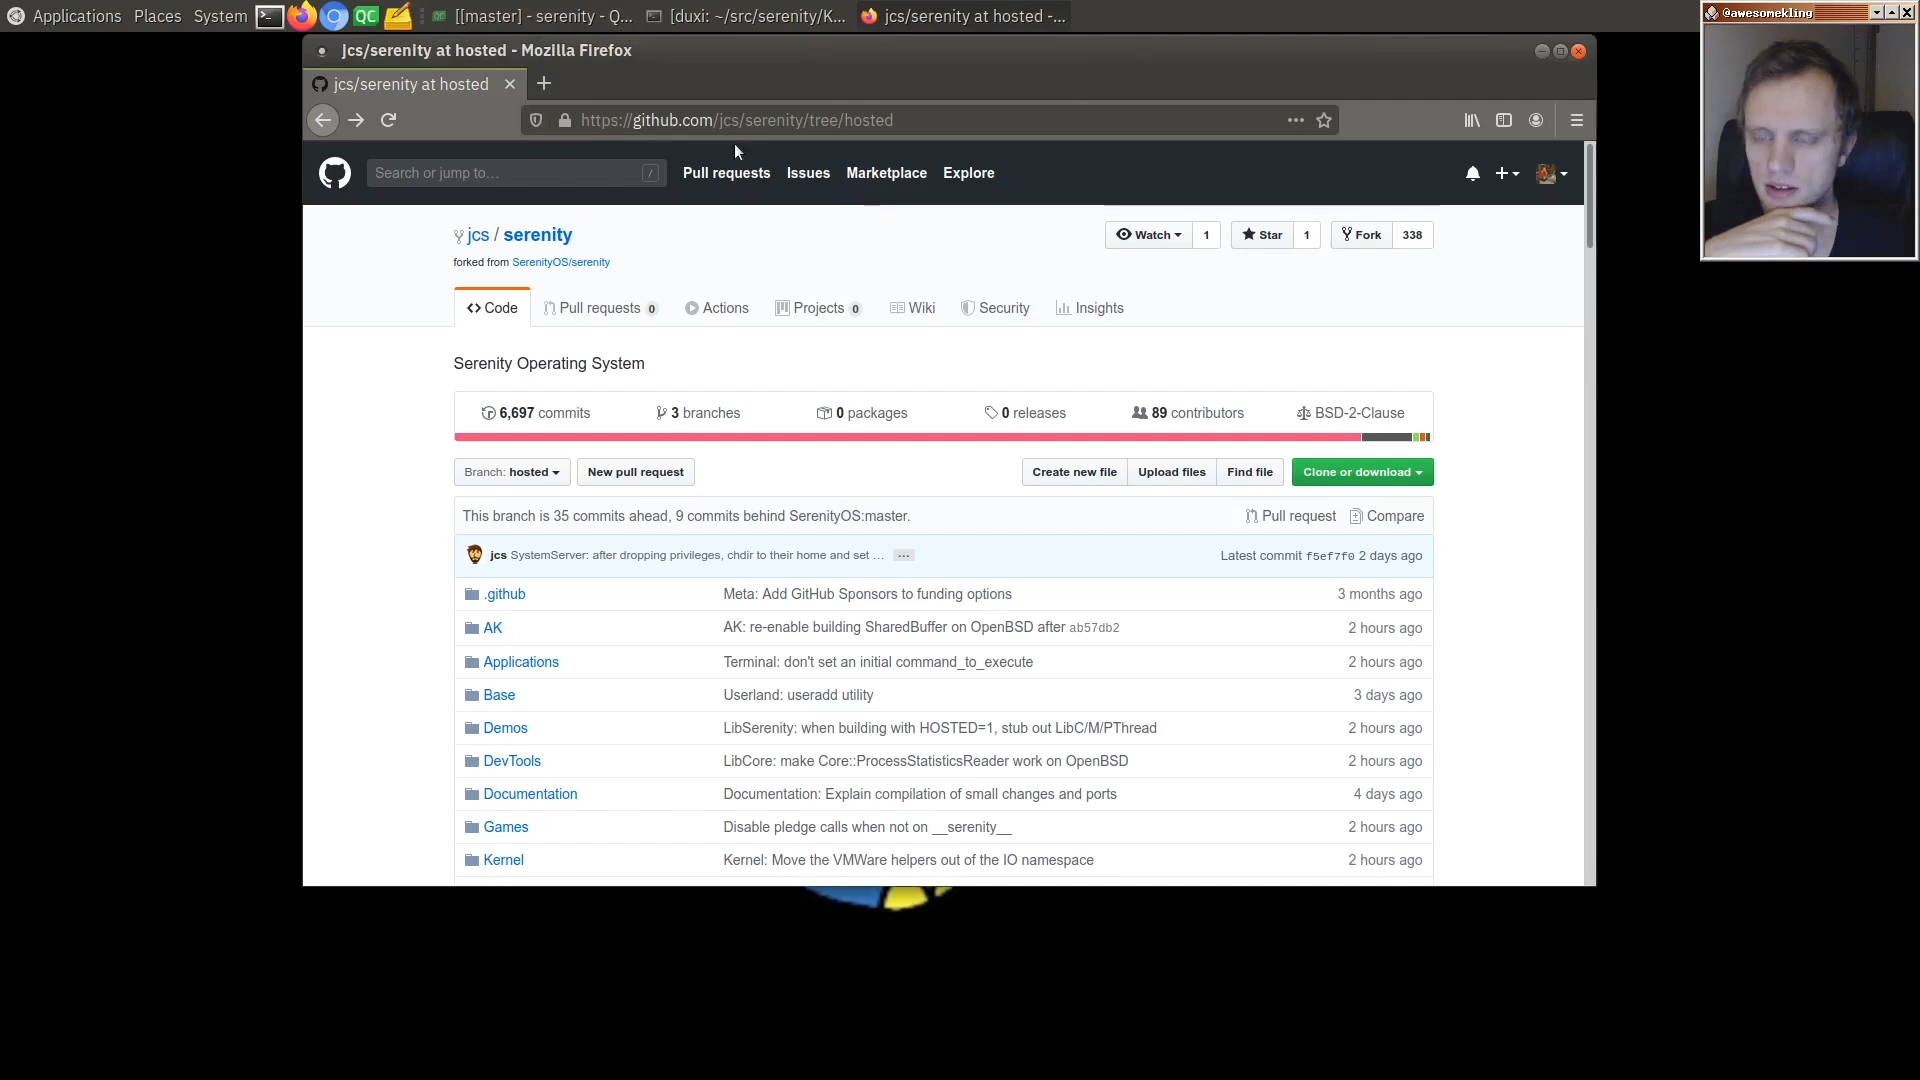 Applications Places System QC [[master] - serenity - Q... [duxi: ~/src/serenity/K... jcs/serenity at hosted -...
@awesomekling
jcs/serenity at hosted - Mozilla Firefox
jcs/serenity at hosted
https://github.com/jcs/serenity/tree/hosted
Search or jump to... / Pull requests Issues Marketplace Explore
jcs / serenity Watch 1 Star 1 Fork 338
forked from SerenityOS/serenity
<> Code Pull requests 0 Actions Projects 0 Wiki Security Insights
Serenity Operating System
6,697 commits 3 branches 0 packages 0 releases 89 contributors BSD-2-Clause
Branch: hosted New pull request Create new file Upload files Find file Clone or download
This branch is 35 commits ahead, 9 commits behind SerenityOS:master. Pull request Compare
jcs SystemServer: after dropping privileges, chdir to their home and set ... ... Latest commit f5ef7f0 2 days ago
.github Meta: Add GitHub Sponsors to funding options 3 months ago
AK AK: re-enable building SharedBuffer on OpenBSD after ab57db2 2 hours ago
Applications Terminal: don't set an initial command_to_execute 2 hours ago
Base Userland: useradd utility 3 days ago
Demos LibSerenity: when building with HOSTED=1, stub out LibC/M/PThread 2 hours ago
DevTools LibCore: make Core::ProcessStatisticsReader work on OpenBSD 2 hours ago
Documentation Documentation: Explain compilation of small changes and ports 4 days ago
Games Disable pledge calls when not on __serenity__ 2 hours ago
Kernel Kernel: Move the VMWare helpers out of the IO namespace 2 hours ago